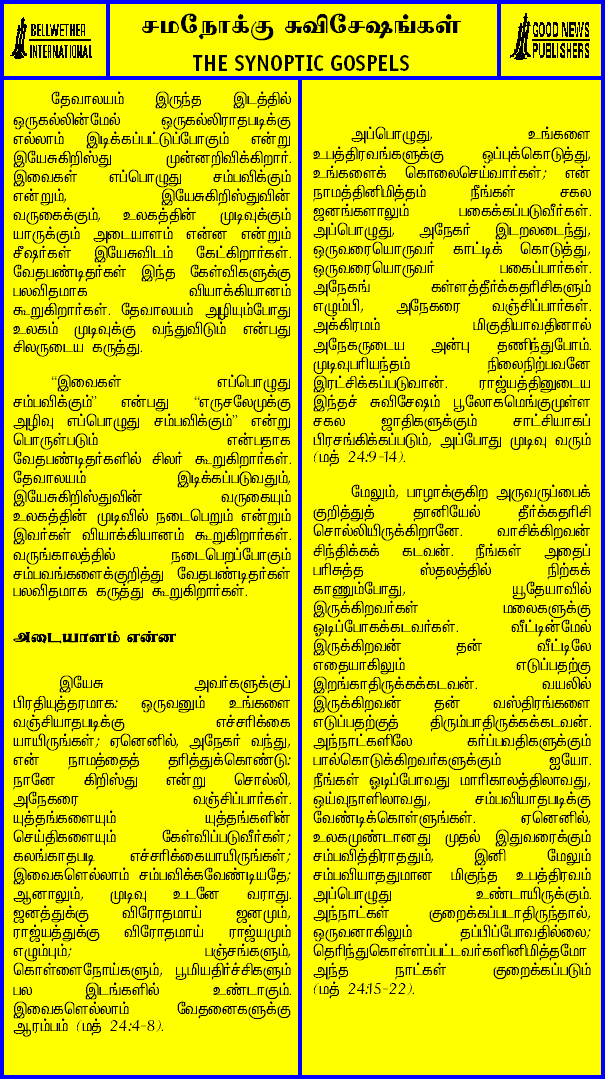 BELLWETHER
INTERNATIONAL
சமநோக்கு சுவிசேஷங்கள்
THE SYNOPTIC GOSPELS
GOOD NEWS
PUBLISHERS
தேவாலயம் இருந்த இடத்தில்
ஒருகல்லின்மேல் ஒருகல்லிராதபடிக்கு
எல்லாம் இடிக்கப்பட்டுப்போகும் என்று
இயேசுகிறிஸ்து முன்னறிவிக்கிறார்.
இவைகள் எப்பொழுது சம்பவிக்கும்
என்றும், இயேசுகிறிஸ்துவின்
வருகைக்கும், உலகத்தின் முடிவுக்கும்
யாருக்கும் அடையாளம் என்ன என்றும்
சீஷர்கள் இயேசுவிடம் கேட்கிறார்கள்.
வேதபண்டிதர்கள் இந்த கேள்விகளுக்கு
பலவிதமாக வியாக்கியானம்
கூறுகிறார்கள். தேவாலயம் அழியும்போது
உலகம் முடிவுக்கு வந்துவிடும் என்பது
சிலருடைய கருத்து.
“இவைகள் எப்பொழுது
சம்பவிக்கும்” என்பது “எருசலேமுக்கு
அழிவு எப்பொழுது சம்பவிக்கும்” என்று
பொருள்படும் என்பதாக
வேதபண்டிதர்களில் சிலர் கூறுகிறார்கள்.
தேவாலயம் இடிக்கப்படுவதும்,
இயேசுகிறிஸ்துவின் வருகையும்
உலகத்தின் முடிவில் நடைபெறும் என்றும்
இவர்கள் வியாக்கியானம் கூறுகிறார்கள்.
வருங்காலத்தில் நடைபெறப்போகும்
சம்பவங்களைக்குறித்து வேதபண்டிதர்கள்
பலவிதமாக கருத்து கூறுகிறார்கள்.
அடையாளம் என்ன
இயேசு அவர்களுக்குப்
பிரதியுத்தரமாக: ஒருவனும் உங்களை
வஞ்சியாதபடிக்கு எச்சரிக்கை
யாயிருங்கள்; ஏனெனில், அநேகர் வந்து,
என் நாமத்தைத் தரித்துக்கொண்டு:
நானே கிறிஸ்து என்று சொல்லி,
அநேகரை வஞ்சிப்பார்கள்.
யுத்தங்களையும் யுத்தங்களின்
செய்திகளையும் கேள்விப்படுவீர்கள்;
கலங்காதபடி எச்சரிக்கையாயிருங்கள்;
இவைகளெல்லாம் சம்பவிக்கவேண்டியதே;
ஆனாலும், முடிவு உடனே வராது.
ஜனத்துக்கு விரோதமாய் ஜனமும்,
ராஜ்யத்துக்கு விரோதமாய் ராஜ்யமும்
எழும்பும்; பஞ்சங்களும்,
கொள்ளைநோய்களும், பூமியதிர்ச்சிகளும்
பல இடங்களில் உண்டாகும்.
இவைகளெல்லாம் வேதனைகளுக்கு
ஆரம்பம் (மத் 24:4-8).
அப்பொழுது, உங்களை
உபத்திரவங்களுக்கு ஒப்புக்கொடுத்து,
உங்களைக் கொலைசெய்வார்கள்; என்
நாமத்தினிமித்தம் நீங்கள் சகல
ஜனங்களாலும் பகைக்கப்படுவீர்கள்.
அப்பொழுது, அநேகர் இடறலடைந்து,
ஒருவரையொருவர் காட்டிக் கொடுத்து,
ஒருவரையொருவர் பகைப்பார்கள்.
அநேகங் கள்ளத்தீர்க்கதரிசிகளும்
எழும்பி, அநேகரை வஞ்சிப்பார்கள்.
அக்கிரமம் மிகுதியாவதினால்
அநேகருடைய அன்பு தணிந்துபோம்.
முடிவுபரியந்தம் நிலைநிற்பவனே
இரட்சிக்கப்படுவான். ராஜ்யத்தினுடைய
இந்தச் சுவிசேஷம் பூலோகமெங்குமுள்ள
சகல ஜாதிகளுக்கும் சாட்சியாகப்
பிரசங்கிக்கப்படும், அப்போது முடிவு வரும்
(மத் 24:9-14).
மேலும், பாழாக்குகிற அருவருப்பைக்
குறித்துத் தானியேல் தீர்க்கதரிசி
சொல்லியிருக்கிறானே. வாசிக்கிறவன்
சிந்திக்கக் கடவன். நீங்கள் அதைப்
பரிசுத்த ஸ்தலத்தில் நிற்கக்
காணும்போது, யூதேயாவில்
இருக்கிறவர்கள் மலைகளுக்கு
ஓடிப்போகக்கடவர்கள். வீட்டின்மேல்
இருக்கிறவன் தன் வீட்டிலே
எதையாகிலும் எடுப்பதற்கு
இறங்காதிருக்கக்கடவன். வயலில்
இருக்கிறவன் தன் வஸ்திரங்களை
எடுப்பதற்குத் திரும்பாதிருக்கக்கடவன்.
அந்நாட்களிலே கர்ப்பவதிகளுக்கும்
பால்கொடுக்கிறவர்களுக்கும் ஐயோ.
நீங்கள் ஓடிப்போவது மாரிகாலத்திலாவது,
ஓய்வுநாளிலாவது, சம்பவியாதபடிக்கு
வேண்டிக்கொள்ளுங்கள். ஏனெனில்,
உலகமுண்டானது முதல் இதுவரைக்கும்
சம்பவித்திராததும், இனி மேலும்
சம்பவியாததுமான மிகுந்த உபத்திரவம்
அப்பொழுது உண்டாயிருக்கும்.
அந்நாட்கள் குறைக்கப்படாதிருந்தால்,
ஒருவனாகிலும் தப்பிப்போவதில்லை;
தெரிந்துகொள்ளப்பட்டவர்களினிமித்தமோ
அந்த நாட்கள் குறைக்கப்படும்
(மத் 24:15-22).